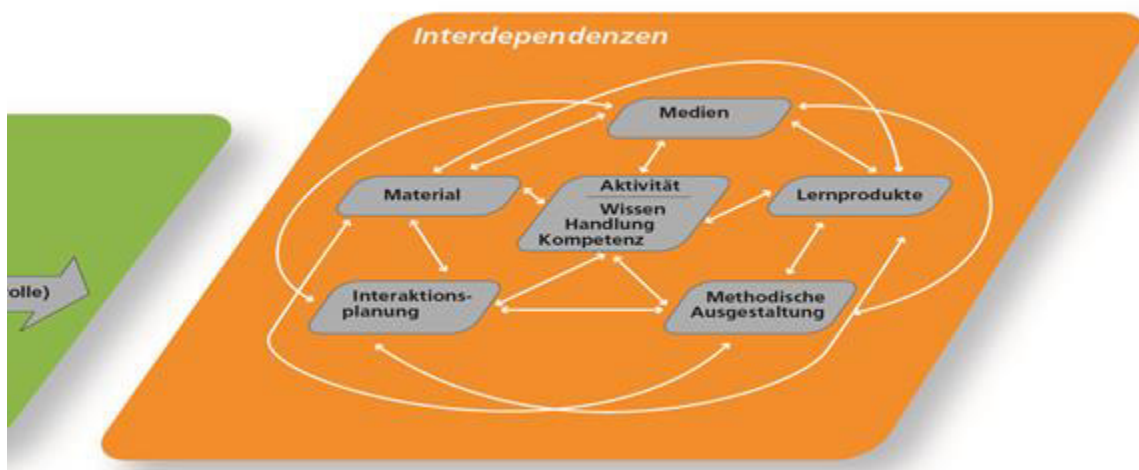 Interdependenzen
Medien
Material
Aktivität
Wissen
Handlung
Kompetenz
Lernprodukte
olle)
Interaktions-
planung
Methodische
Ausgestaltung